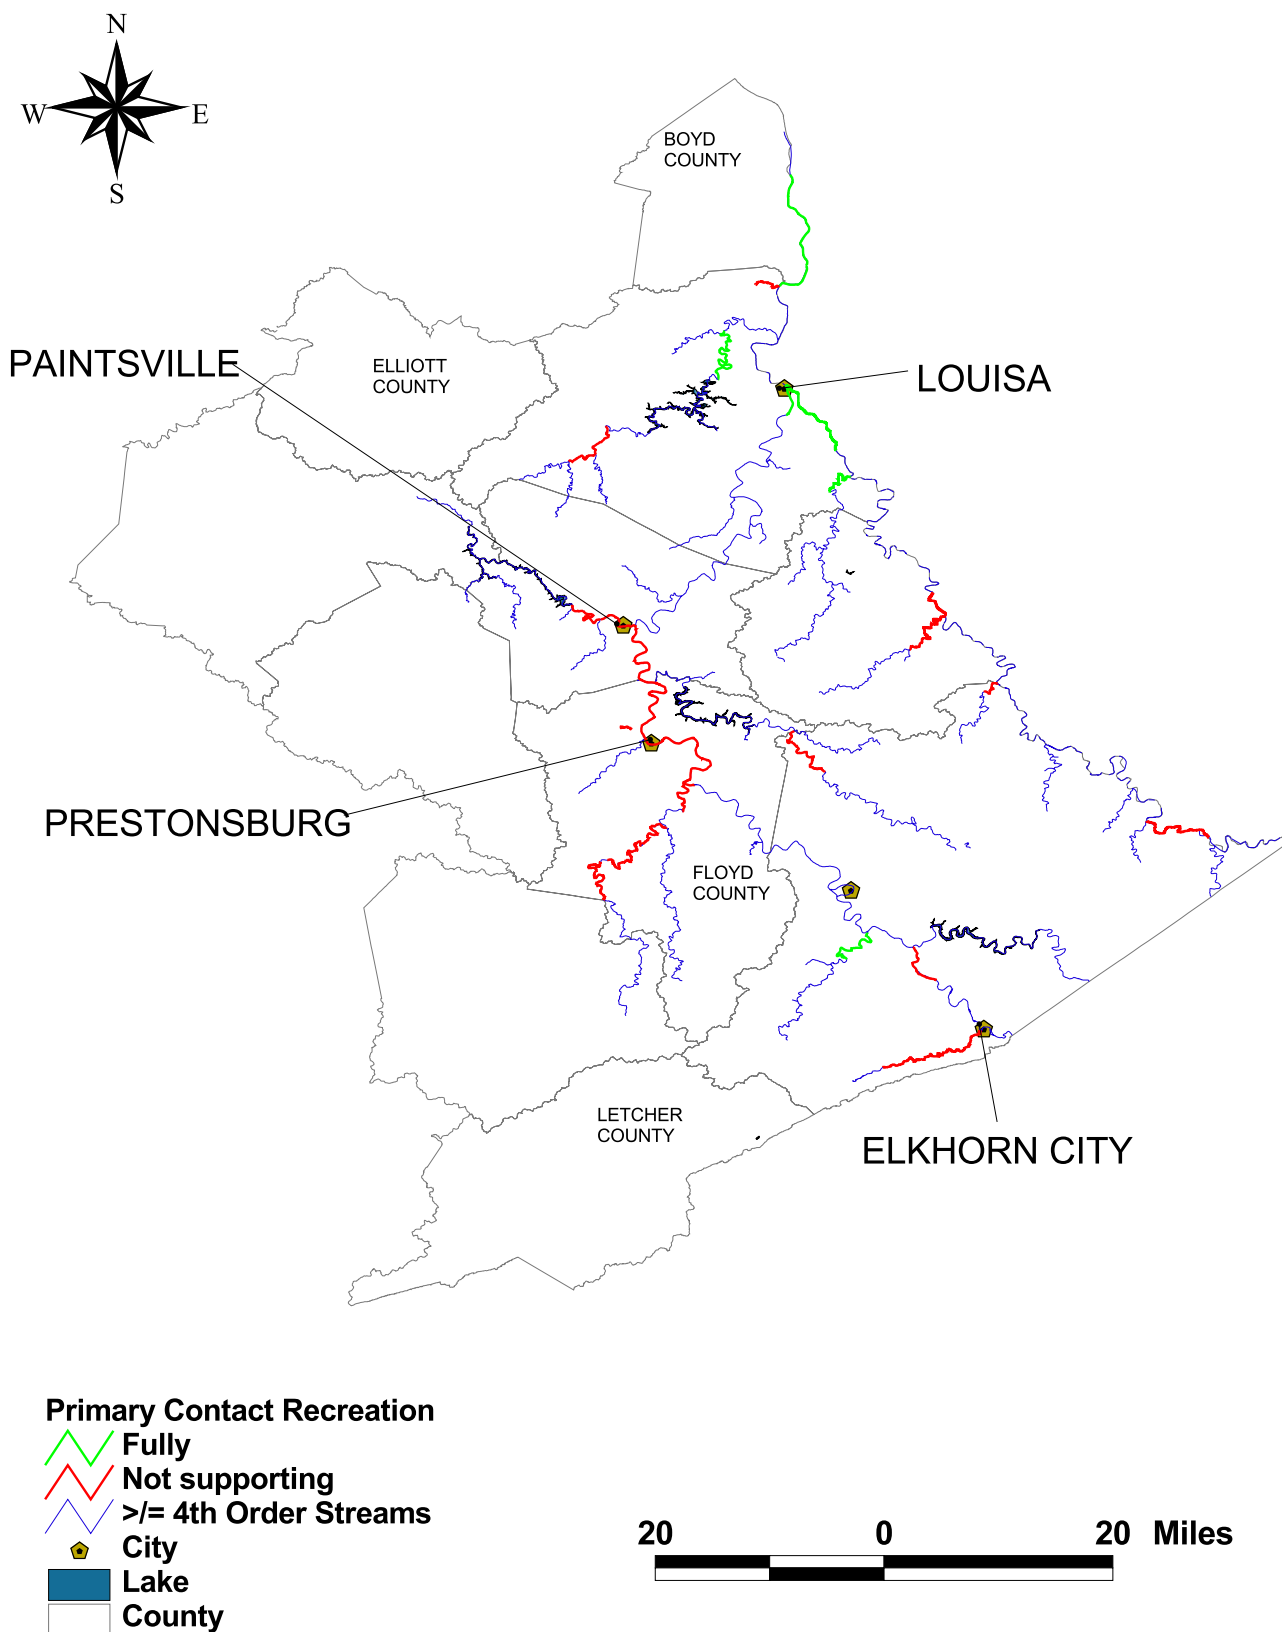 N
W
E
S
BOYD
COUNTY
ELLIOTT
COUNTY
PAINTSVILLE
LOUISA
PRESTONSBURG
FLOYD
COUNTY
LETCHER
COUNTY
ELKHORN CITY
Primary Contact Recreation
Fully
Not supporting
>/= 4th Order Streams
City
Lake
County
20 0 20 Miles